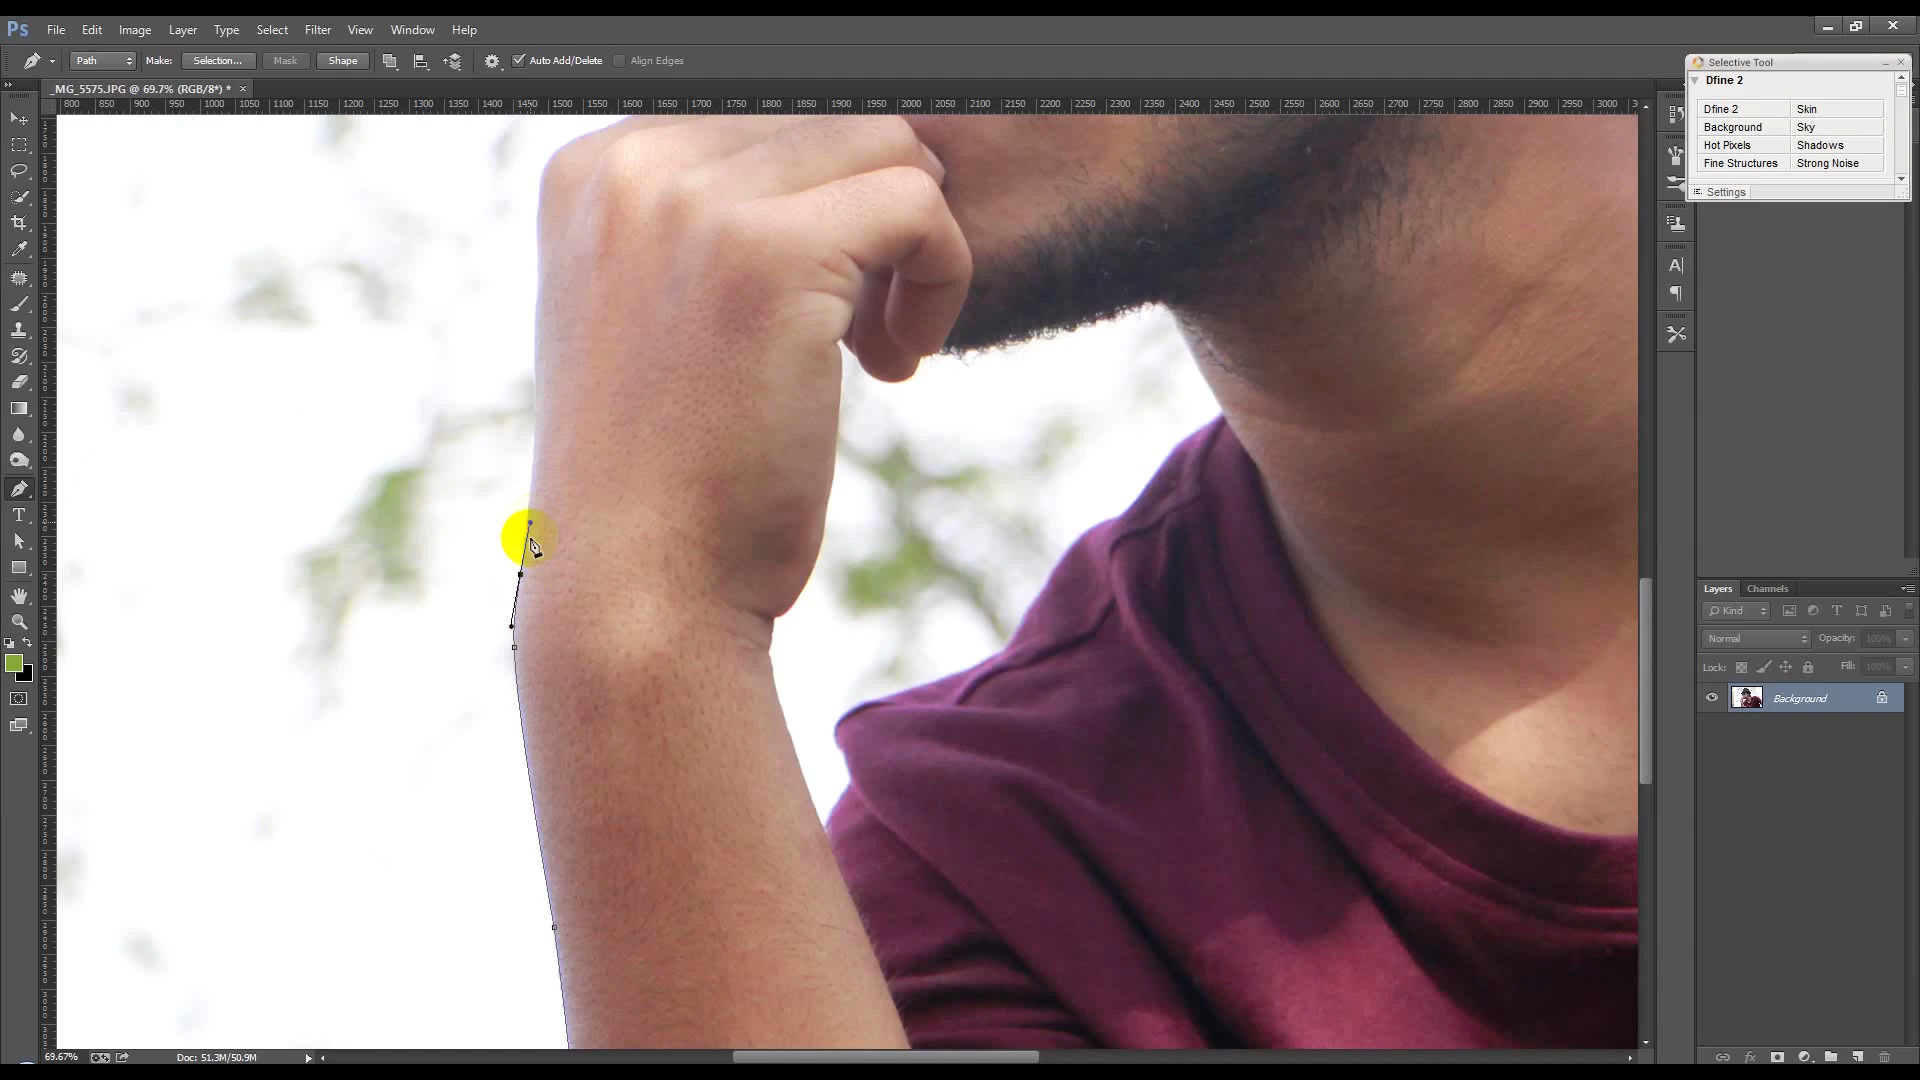 Ps File Edit Image Layer Type Select Filter View Window Help
Path Make: Selection... Mask Shape Auto Add/Delete Align Edges
_MG_5575.JPG @ 69.7% (RGB/8*) * ×
800 850 900 950 1000 1050 1100 1150 1200 1250 1300 1350 1400 1450 1500 1550 1600 1650 1700 1750 1800 1850 1900 1950 2000 2050 2100 2150 2200 2250 2300 2350 2400 2450 2500 2550 2600 2650 2700 2750 2800 2850 2900 2950 3000
Selective Tool
Dfine 2
Dfine 2 Skin
Background Sky
Hot Pixels Shadows
Fine Structures Strong Noise
Settings
Layers Channels
Kind
Normal Opacity: 100%
Lock: Fill: 100%
Background
69.67% Doc: 51.3M/50.9M